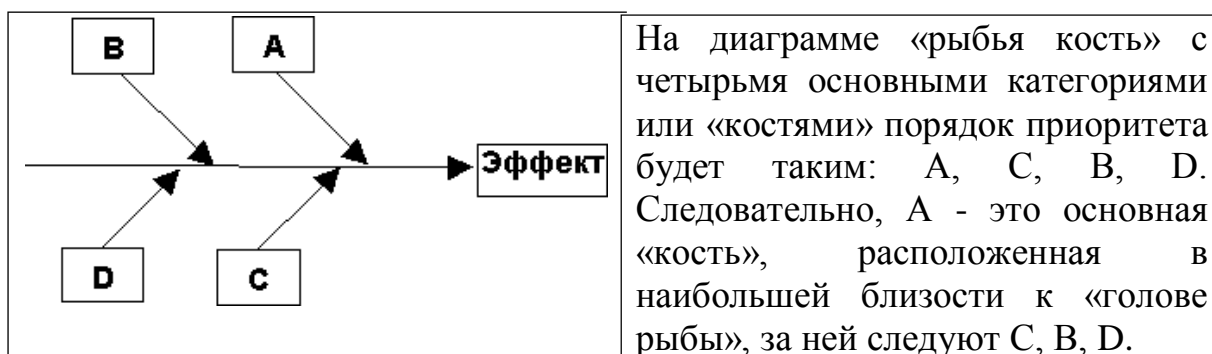 B
A
Эффект
D
C
На диаграмме «рыбья кость» с
четырьмя основными категориями
или «костями» порядок приоритета
будет таким: A, C, B, D.
Следовательно, A - это основная
«кость», расположенная в
наибольшей близости к «голове
рыбы», за ней следуют C, B, D.